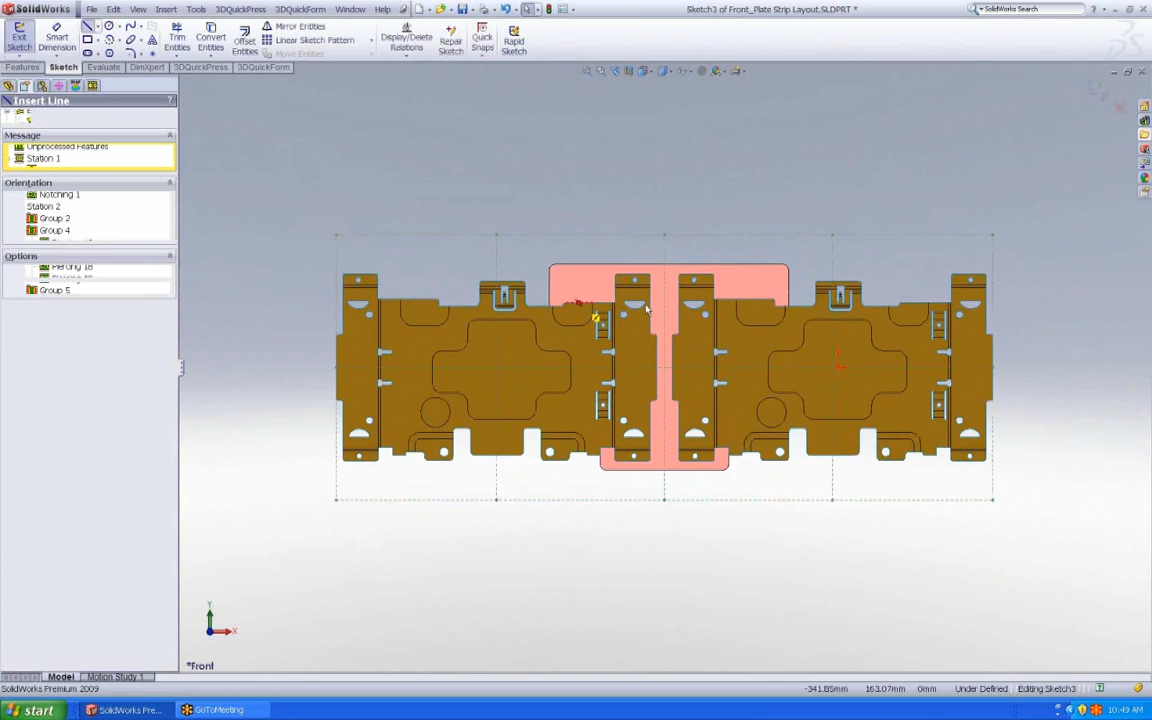 SolidWorks
File Edit View Insert Tools 3DQuickPress 3DQuickForm Window Help
Sketch3 of Front_Plate Strip Layout.SLDPRT *
SolidWorks Search
Exit Sketch
Smart Dimension
Trim Entities
Convert Entities
Offset Entities
Mirror Entities
Linear Sketch Pattern
Move Entities
Display/Delete Relations
Repair Sketch
Quick Snaps
Rapid Sketch
Features Sketch Evaluate DimXpert 3DQuickPress 3DQuickForm
Insert Line ?
Message
Unprocessed Features
Station 1
Orientation
Notching 1
Station 2
Group 2
Group 4
Options
Piercing 18
Group 5
Y
X
*Front
Model Motion Study 1
SolidWorks Premium 2009
-341.85mm 163.07mm 0mm Under Defined Editing Sketch3
start
SolidWorks Pre...
GoToMeeting
10:49 AM